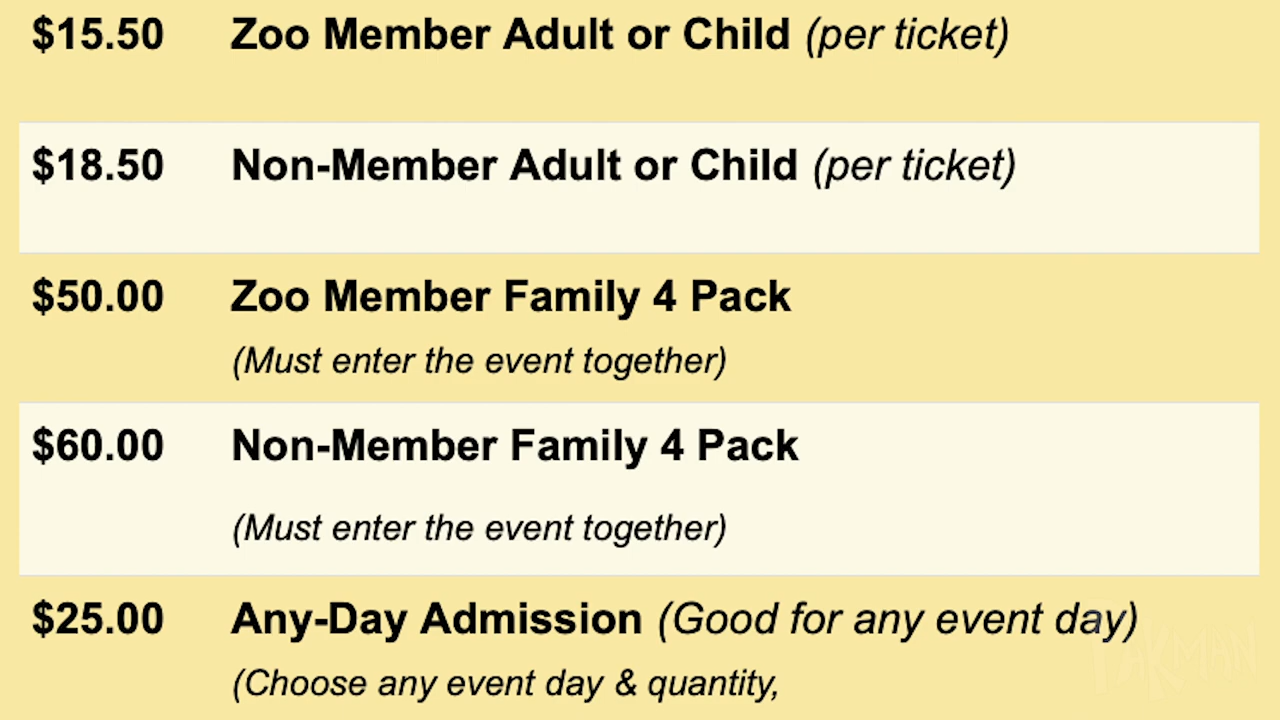 $15.50 Zoo Member Adult or Child (per ticket)
$18.50 Non-Member Adult or Child (per ticket)
$50.00 Zoo Member Family 4 Pack
(Must enter the event together)
$60.00 Non-Member Family 4 Pack
(Must enter the event together)
$25.00 Any-Day Admission (Good for any event day)
(Choose any event day & quantity,
PAKMAN